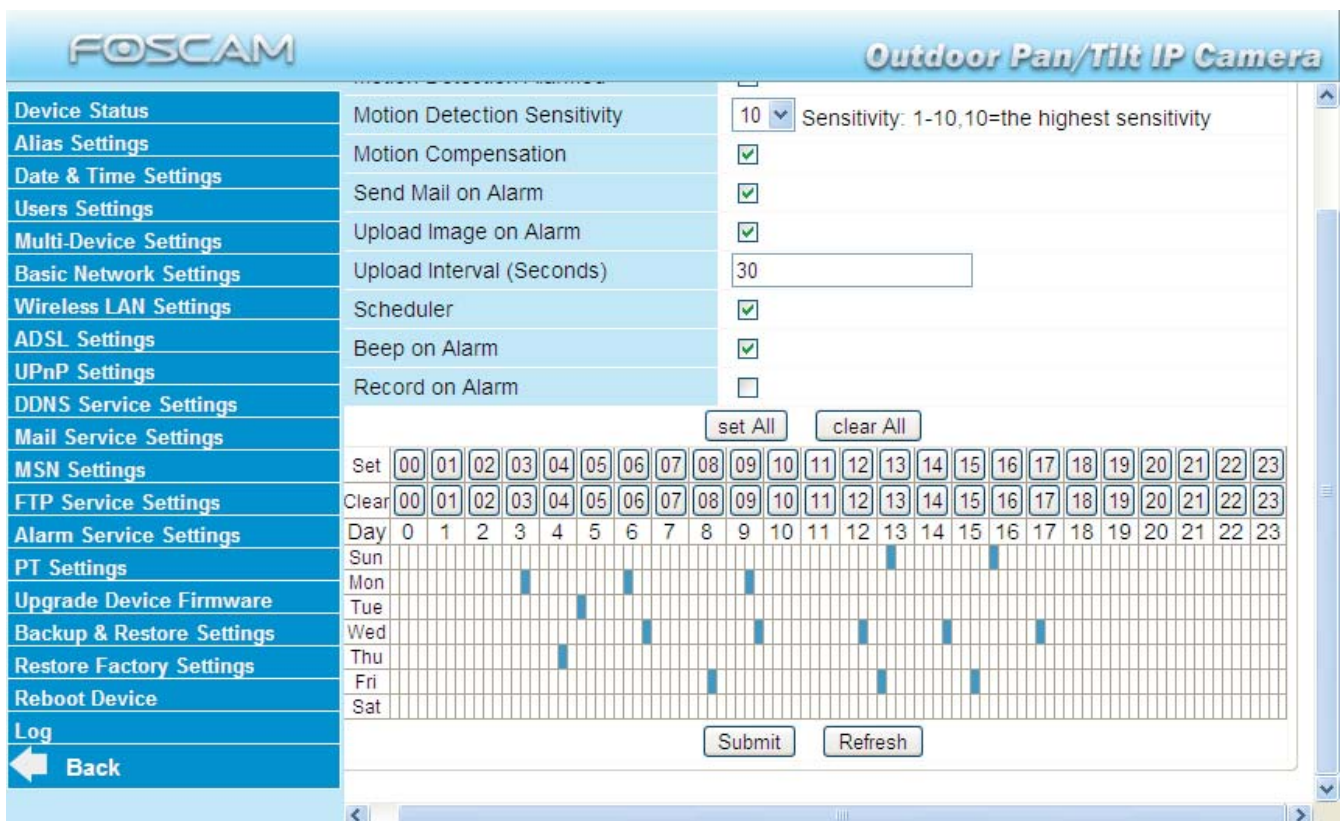 FOSCAM
Outdoor Pan/Tilt IP Camera
Device Status
Alias Settings
Date & Time Settings
Users Settings
Multi-Device Settings
Basic Network Settings
Wireless LAN Settings
ADSL Settings
UPnP Settings
DDNS Service Settings
Mail Service Settings
MSN Settings
FTP Service Settings
Alarm Service Settings
PT Settings
Upgrade Device Firmware
Backup & Restore Settings
Restore Factory Settings
Reboot Device
Log
Back
Motion Detection Alarmed
Motion Detection Sensitivity 10 Sensitivity: 1-10,10=the highest sensitivity
Motion Compensation
Send Mail on Alarm
Upload Image on Alarm
Upload Interval (Seconds) 30
Scheduler
Beep on Alarm
Record on Alarm
set All clear All
Set 00 01 02 03 04 05 06 07 08 09 10 11 12 13 14 15 16 17 18 19 20 21 22 23
Clear 00 01 02 03 04 05 06 07 08 09 10 11 12 13 14 15 16 17 18 19 20 21 22 23
Day 0 1 2 3 4 5 6 7 8 9 10 11 12 13 14 15 16 17 18 19 20 21 22 23
Sun
Mon
Tue
Wed
Thu
Fri
Sat
Submit Refresh